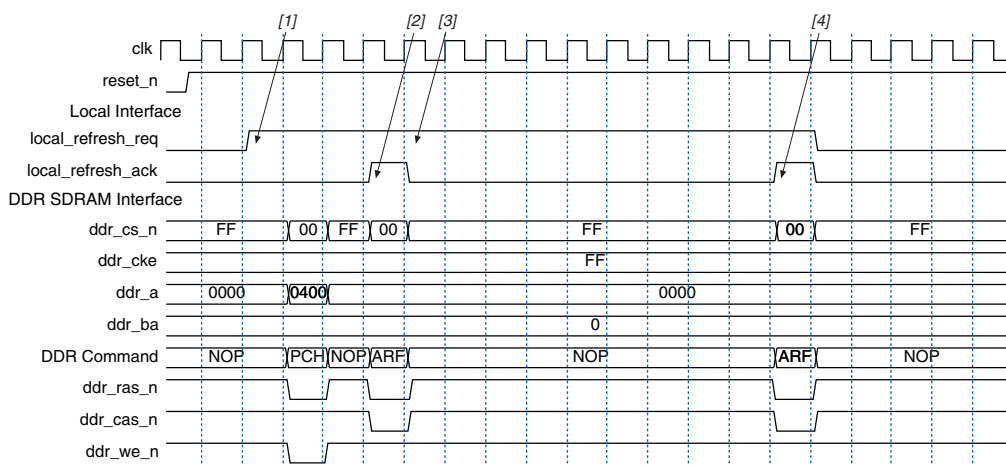 [1] [2] [3] [4]
clk
reset_n
Local Interface
local_refresh_req
local_refresh_ack
DDR SDRAM Interface
ddr_cs_n FF 00 FF 00 FF 00 FF
ddr_cke FF
ddr_a 0000 0400 0000
ddr_ba 0
DDR Command NOP PCH NOP ARF NOP ARF NOP
ddr_ras_n
ddr_cas_n
ddr_we_n